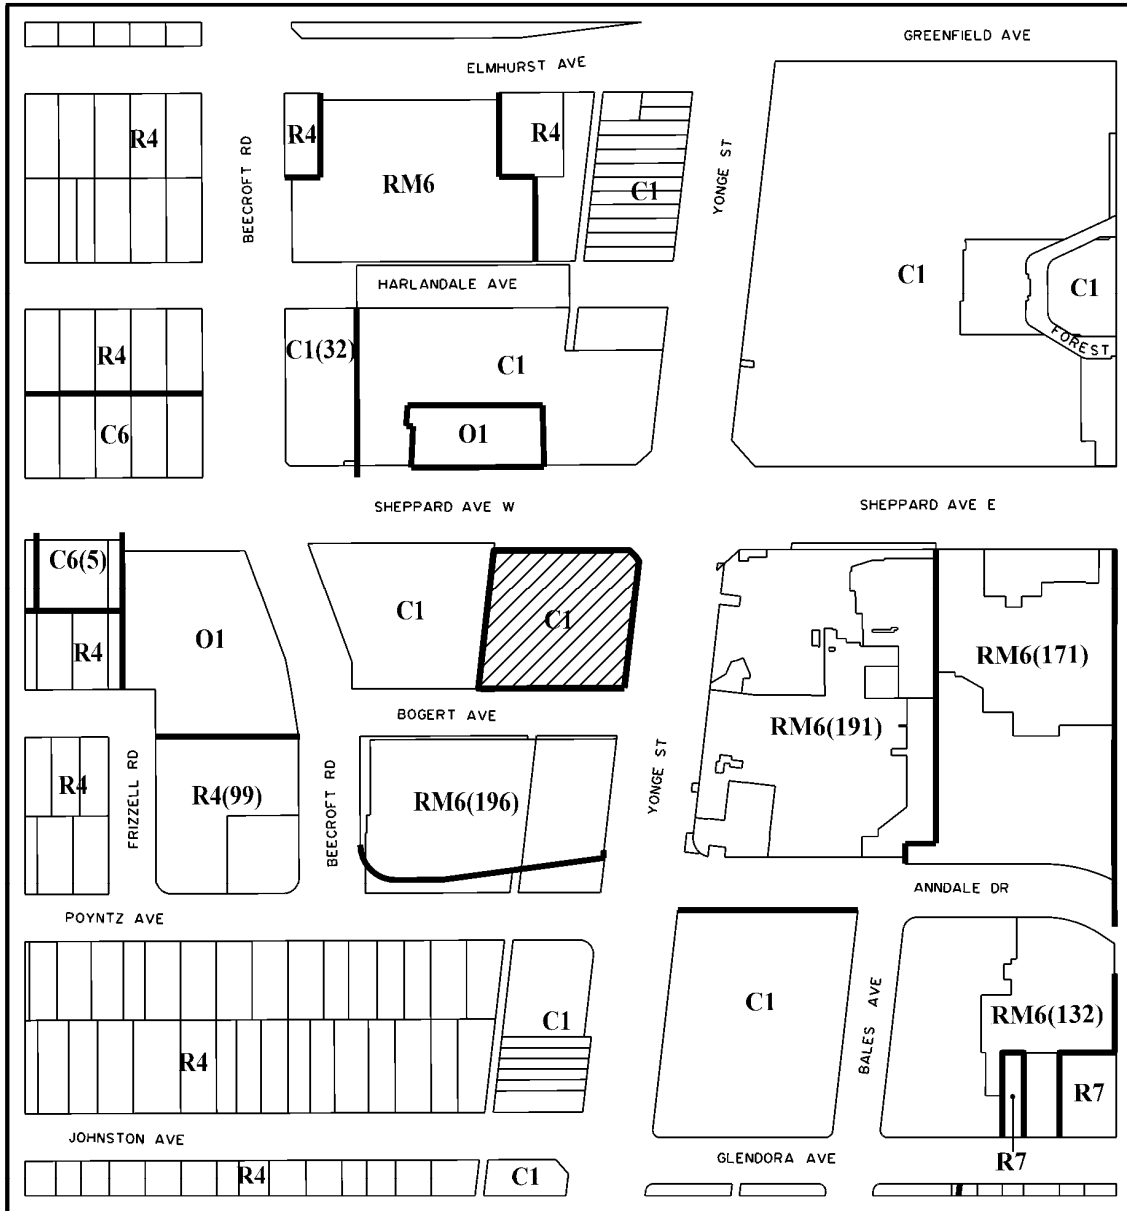 GREENFIELD AVE
ELMHURST AVE
R4
BEECROFT RD
R4
RM6
R4
C1
YONGE ST
C1
C1
FOREST
HARLANDALE AVE
R4
C1(32)
C1
C6
O1
SHEPPARD AVE W
SHEPPARD AVE E
C6(5)
R4
O1
C1
C1
RM6(171)
BOGERT AVE
RM6(191)
R4
FRIZZELL RD
R4(99)
BEECROFT RD
RM6(196)
YONGE ST
ANNDALE DR
POYNTZ AVE
C1
C1
BALES AVE
RM6(132)
R4
R7
JOHNSTON AVE
GLENDORA AVE
R7
R4
C1